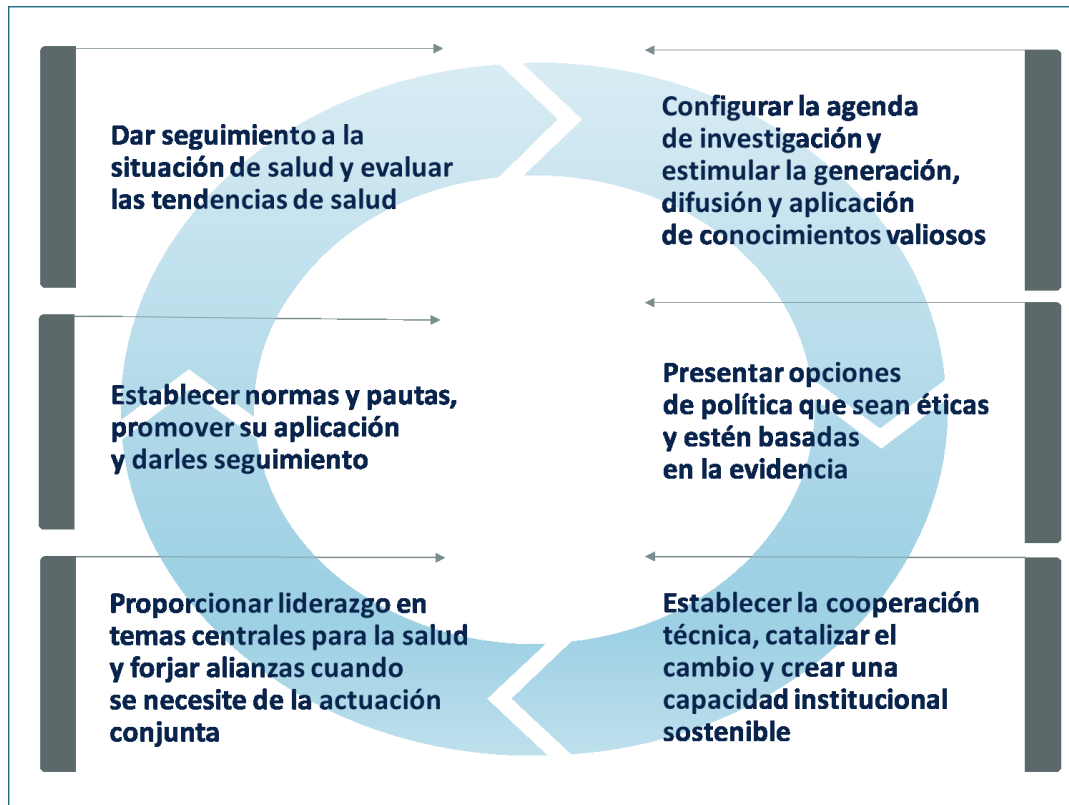 Dar seguimiento a la
situación de salud y evaluar
las tendencias de salud
Configurar la agenda
de investigación y
estimular la generación,
difusión y aplicación
de conocimientos valiosos
Establecer normas y pautas,
promover su aplicación
y darles seguimiento
Presentar opciones
de política que sean éticas
y estén basadas
en la evidencia
Proporcionar liderazgo en
temas centrales para la salud
y forjar alianzas cuando
se necesite de la actuación
conjunta
Establecer la cooperación
técnica, catalizar el
cambio y crear una
capacidad institucional
sostenible